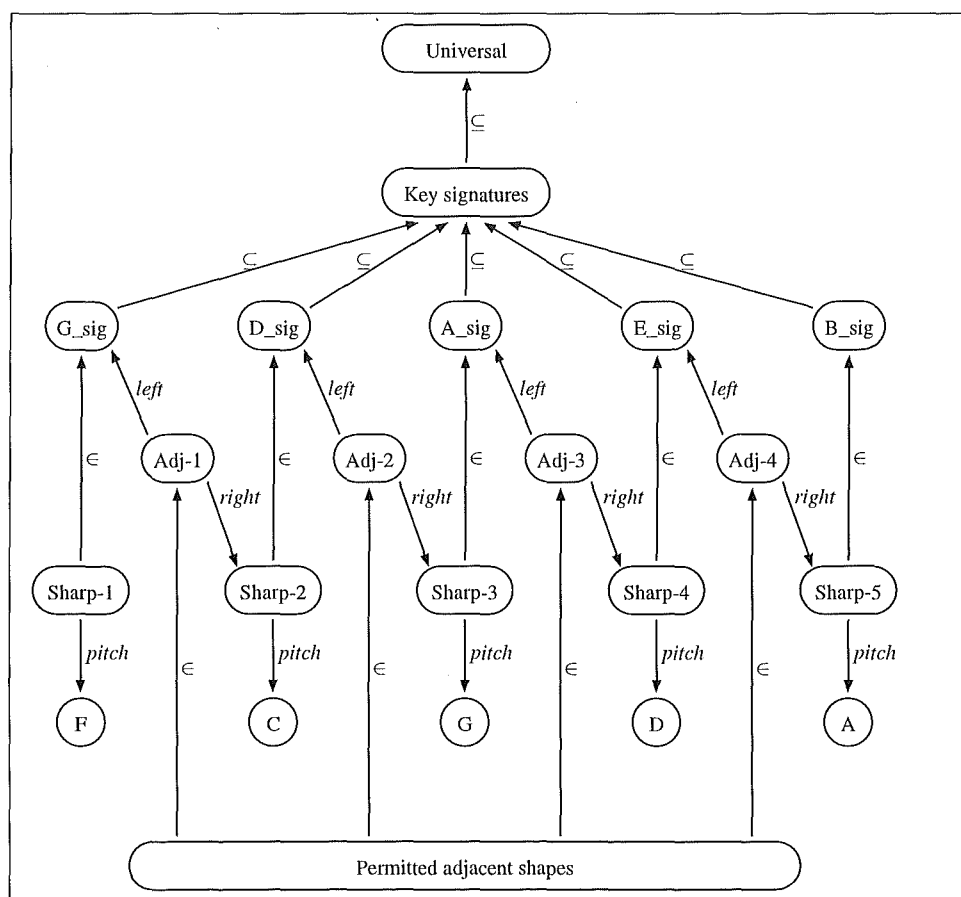 Universal
⊆
Key signatures
⊆ ⊆ ⊆ ⊆ ⊆
G_sig D_sig A_sig E_sig B_sig
left left left left
Adj-1 Adj-2 Adj-3 Adj-4
∈ ∈ ∈ ∈ ∈
right right right right
Sharp-1 Sharp-2 Sharp-3 Sharp-4 Sharp-5
pitch pitch pitch pitch pitch
∈ ∈ ∈ ∈
F C G D A
Permitted adjacent shapes